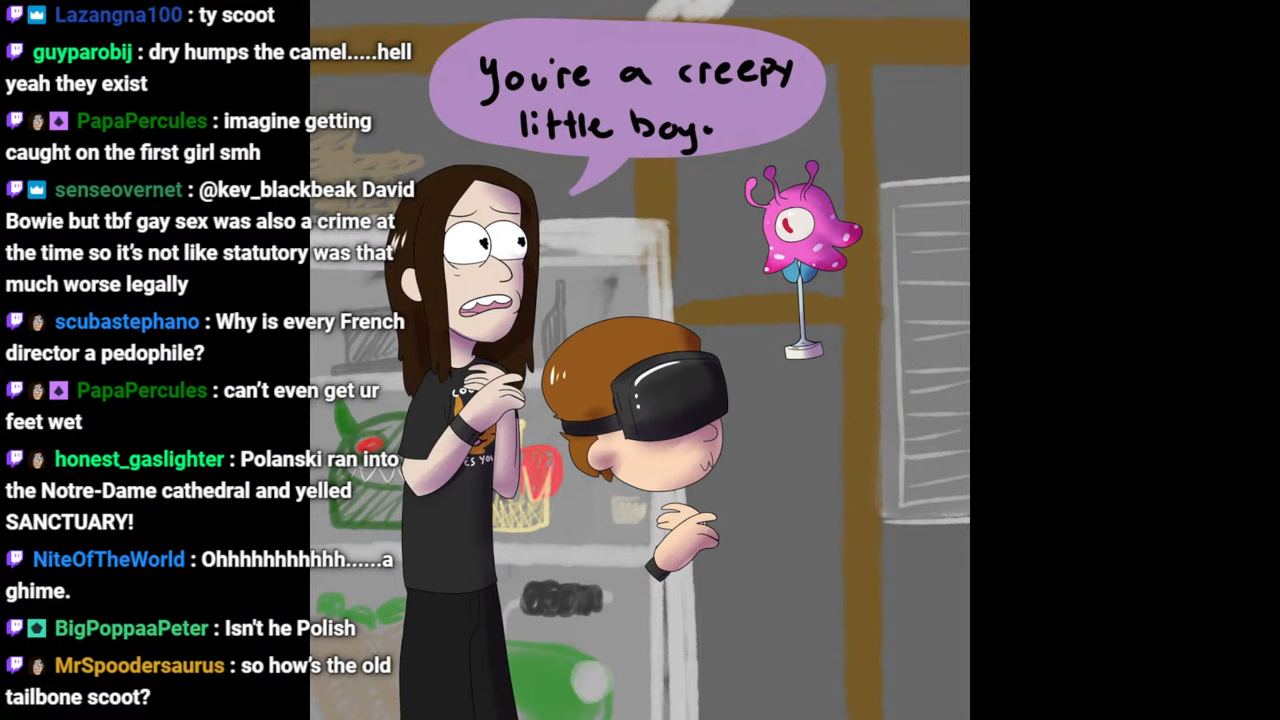 Lazangna100 : ty scoot
guyparobij : dry humps the camel.....hell
yeah they exist
PapaPercules : imagine getting
caught on the first girl smh
senseovernet : @kev_blackbeak David
Bowie but tbf gay sex was also a crime at
the time so it's not like statutory was that
much worse legally
scubastephano : Why is every French
director a pedophile?
PapaPercules : can't even get ur
feet wet
honest_gaslighter : Polanski ran into
the Notre-Dame cathedral and yelled
SANCTUARY!
NiteOfTheWorld : Ohhhhhhhhhhh......a
ghime.
BigPoppaaPeter : Isn't he Polish
MrSpoodersaurus : so how's the old
tailbone scoot?
You're a creepy
little boy.